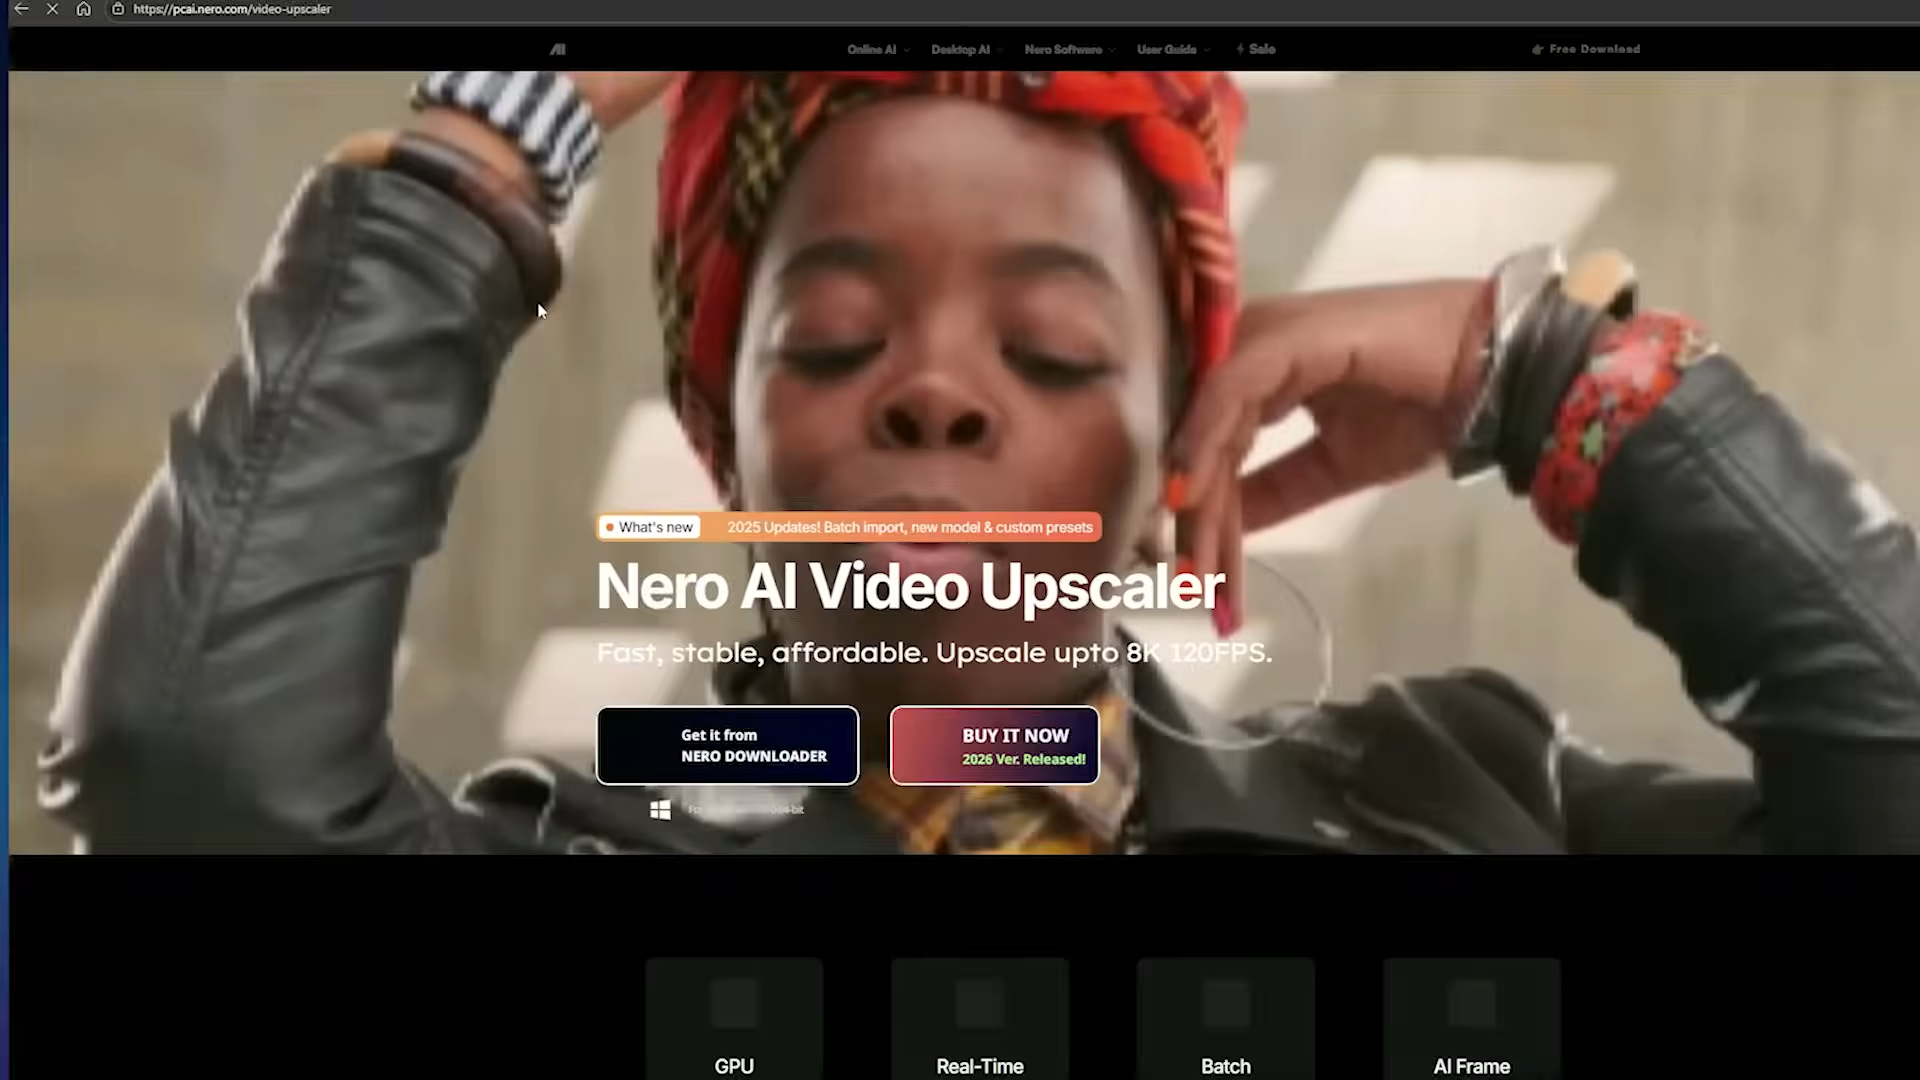 https://pcai.nero.com/video-upscaler
AI
Online AI
Desktop AI
Nero Software
User Guide
Sale
Free Download
What's new
2025 Updates! Batch import, new model & custom presets
Nero AI Video Upscaler
Fast, stable, affordable. Upscale upto 8K 120FPS.
Get it from
NERO DOWNLOADER
BUY IT NOW
2026 Ver. Released!
GPU
Real-Time
Batch
AI Frame